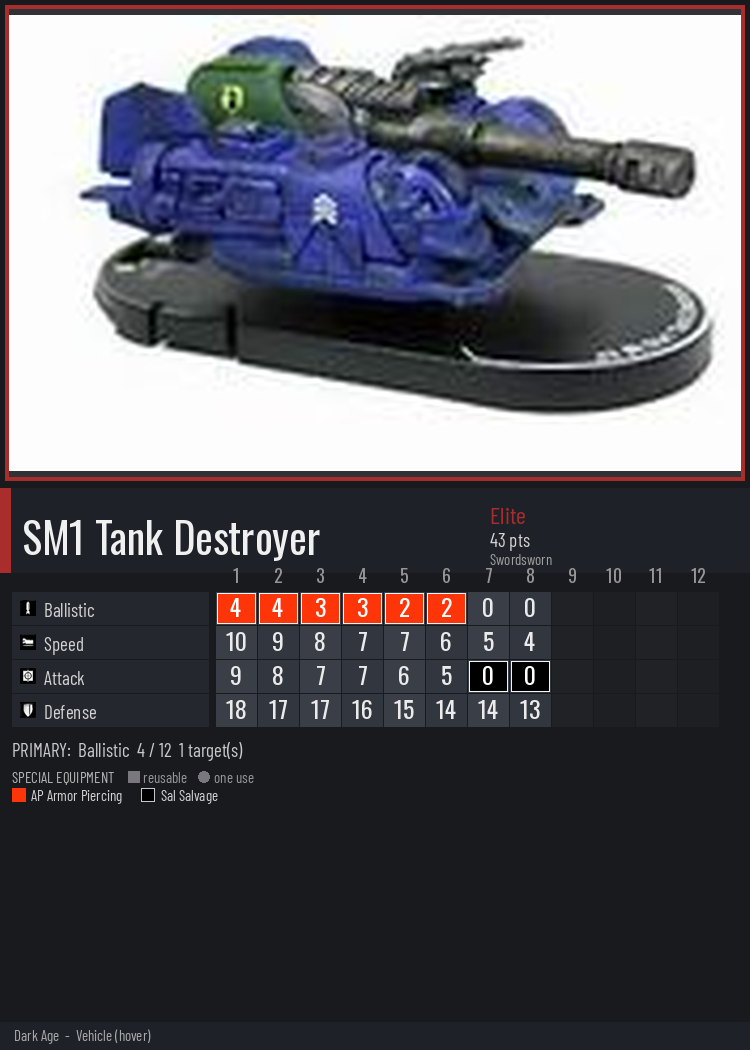 SM1 Tank Destroyer
Elite
43 pts
Swordsworn
1 2 3 4 5 6 7 8 9 10 11 12
Ballistic 4 4 3 3 2 2 0 0
Speed 10 9 8 7 7 6 5 4
Attack 9 8 7 7 6 5 0 0
Defense 18 17 17 16 15 14 14 13
PRIMARY: Ballistic 4 / 12 1 target(s)
SPECIAL EQUIPMENT reusable one use
AP Armor Piercing Sal Salvage
Dark Age - Vehicle (hover)